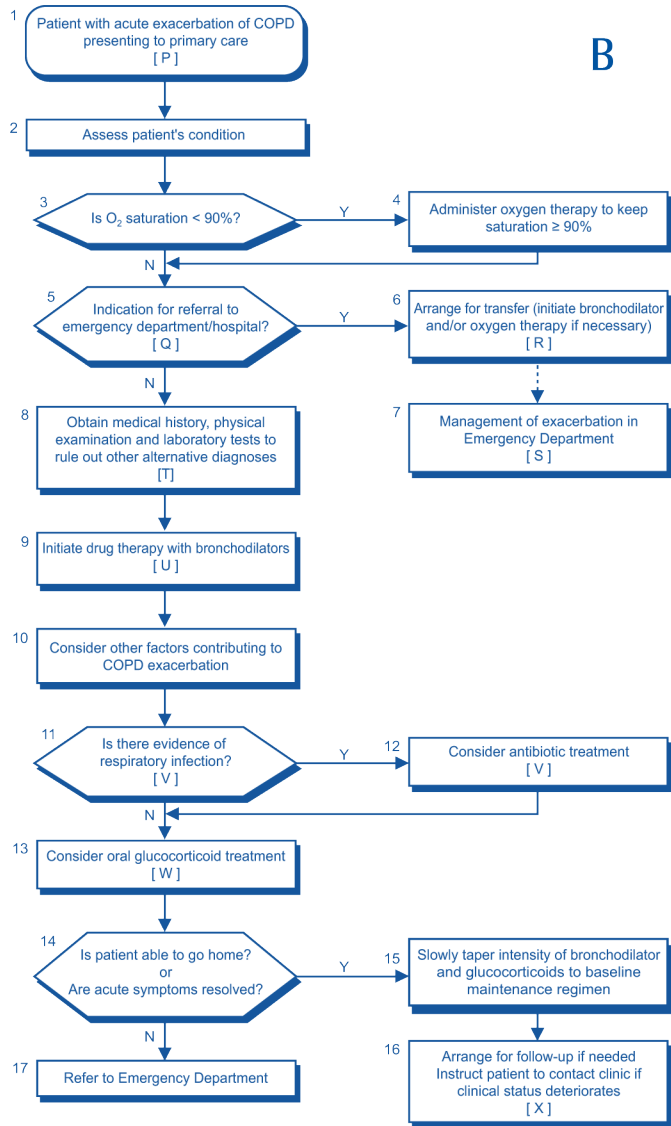 B
1
Patient with acute exacerbation of COPD
presenting to primary care
[ P ]
2
Assess patient's condition
3
Is O₂ saturation < 90%?
Y
N
4
Administer oxygen therapy to keep
saturation ≥ 90%
5
Indication for referral to
emergency department/hospital?
[ Q ]
Y
N
6
Arrange for transfer (initiate bronchodilator
and/or oxygen therapy if necessary)
[ R ]
7
Management of exacerbation in
Emergency Department
[ S ]
8
Obtain medical history, physical
examination and laboratory tests to
rule out other alternative diagnoses
[T]
9
Initiate drug therapy with bronchodilators
[ U ]
10
Consider other factors contributing to
COPD exacerbation
11
Is there evidence of
respiratory infection?
[ V ]
Y
N
12
Consider antibiotic treatment
[ V ]
13
Consider oral glucocorticoid treatment
[ W ]
14
Is patient able to go home?
or
Are acute symptoms resolved?
Y
N
15
Slowly taper intensity of bronchodilator
and glucocorticoids to baseline
maintenance regimen
16
Arrange for follow-up if needed
Instruct patient to contact clinic if
clinical status deteriorates
[ X ]
17
Refer to Emergency Department